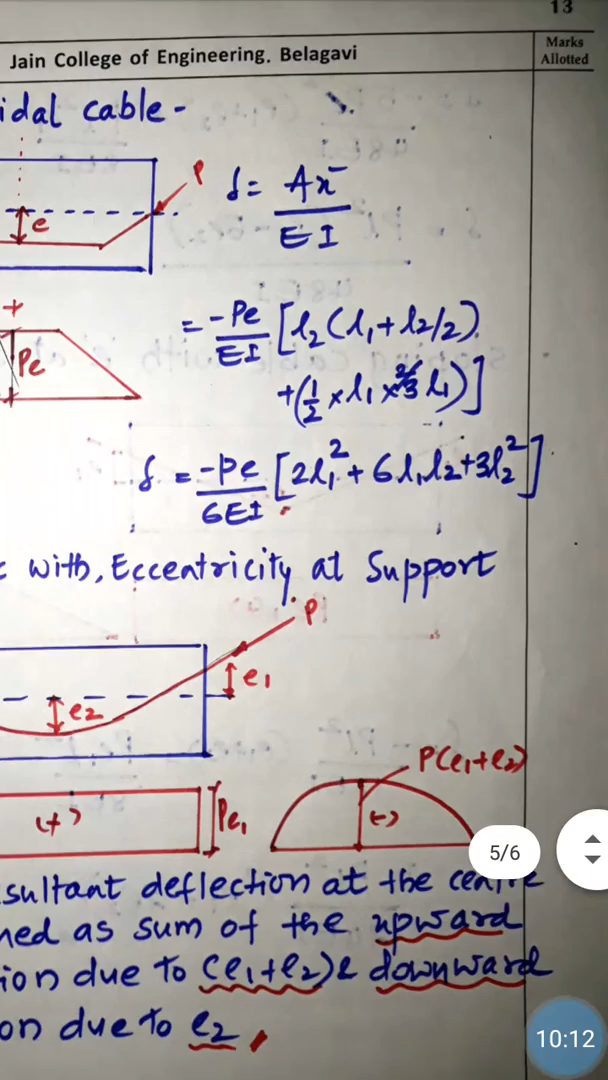 13
Jain College of Engineering, Belagavi
Marks
Allotted
idal cable-
P
e
δ = Ax̄
EI
+
Pe
= -Pe/EI [l₂(l₁+l₂/2)
+(1/2 × l₁ × 2/3 l₁)]
δ = -Pe/6EI [2l₁² + 6l₁l₂ + 3l₂²]
with, Eccentricity at Support
P
e₁
e₂
P(e₁+e₂)
(+)
Pe₁
(-)
5/6
sultant deflection at the centre
ned as sum of the upward
ion due to (e₁+e₂) & downward
on due to e₂.
10:12